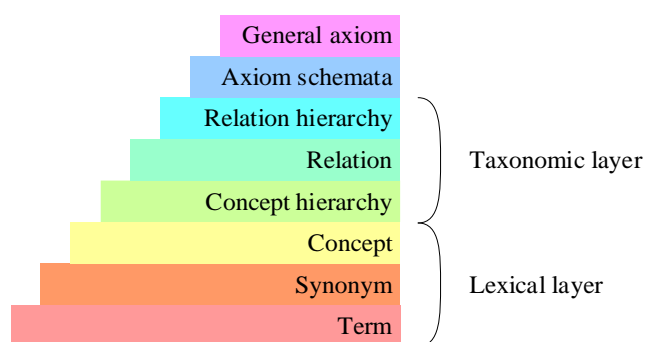 General axiom
Axiom schemata
Relation hierarchy
Relation
Taxonomic layer
Concept hierarchy
Concept
Synonym
Lexical layer
Term